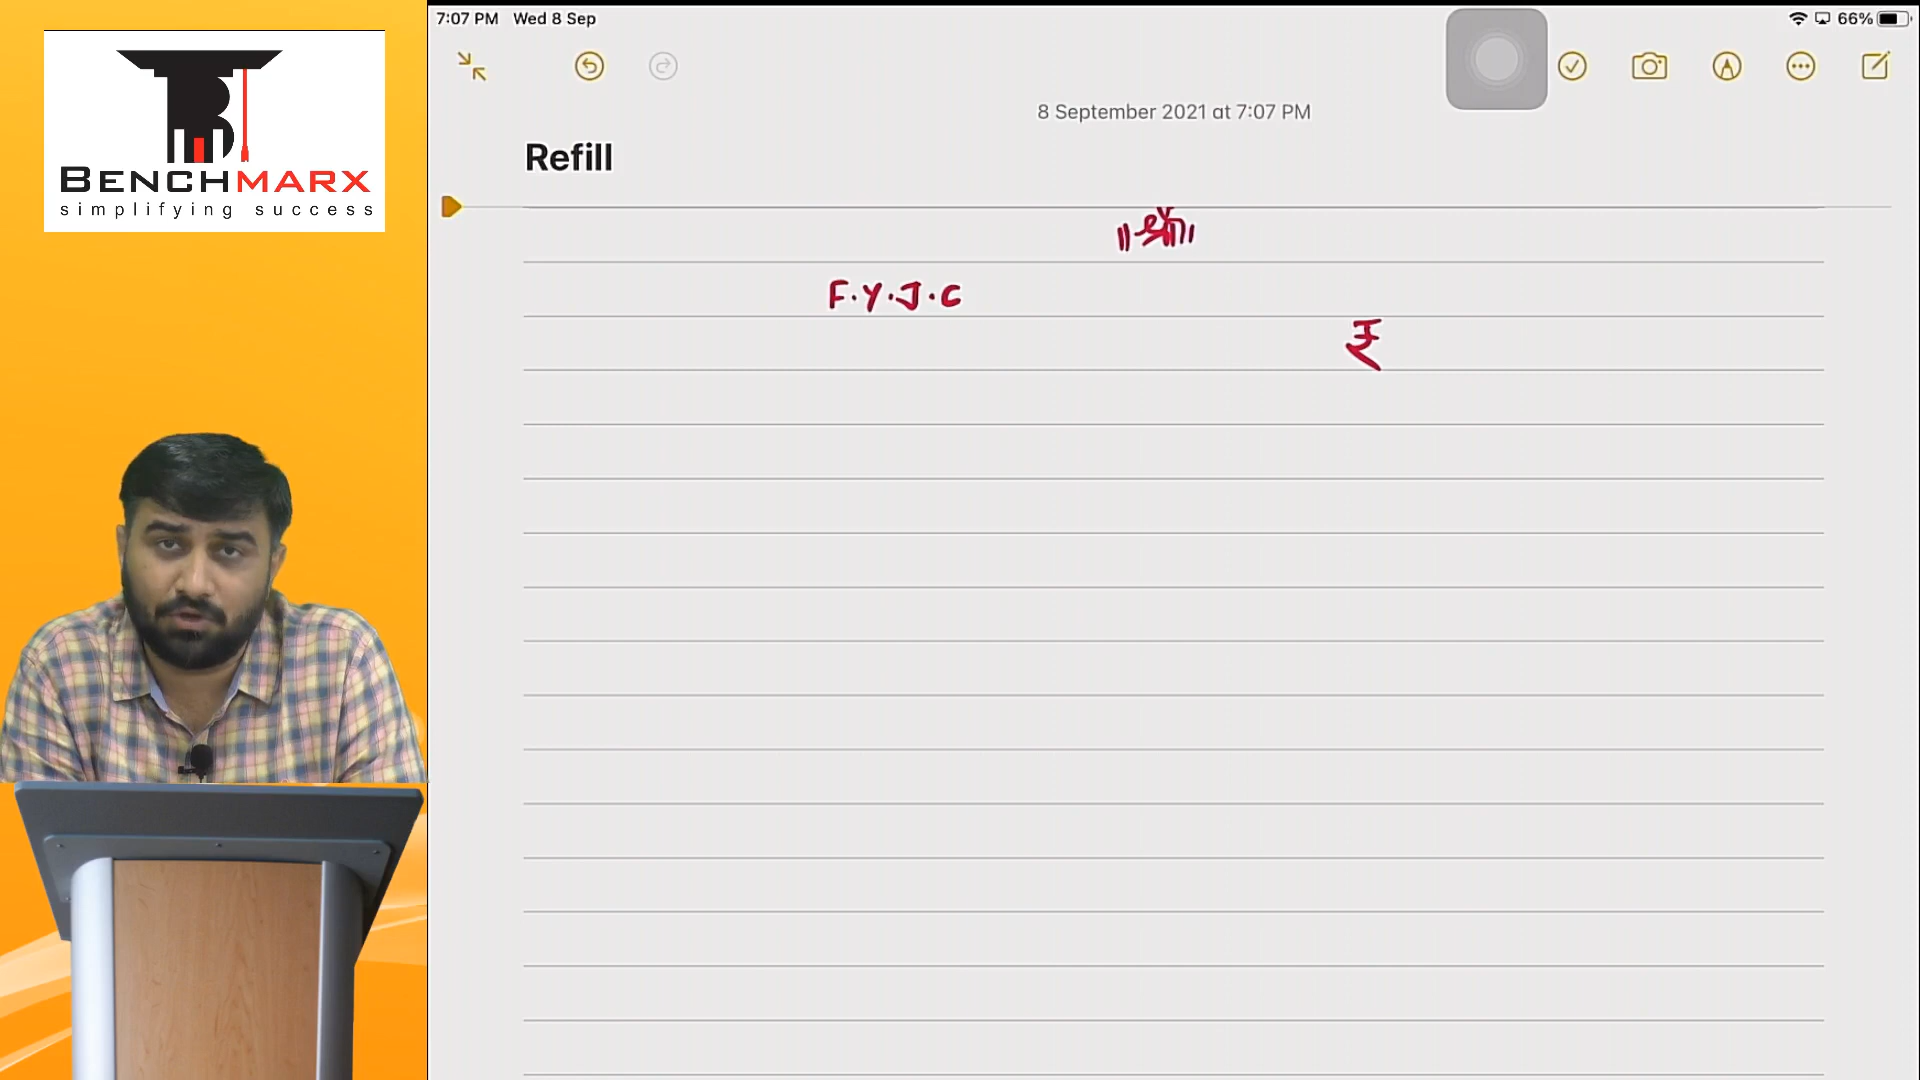 7:07 PM Wed 8 Sep
66%
BENCHMARX
simplifying success
8 September 2021 at 7:07 PM
Refill
॥श्री॥
F.Y.J.C
₹